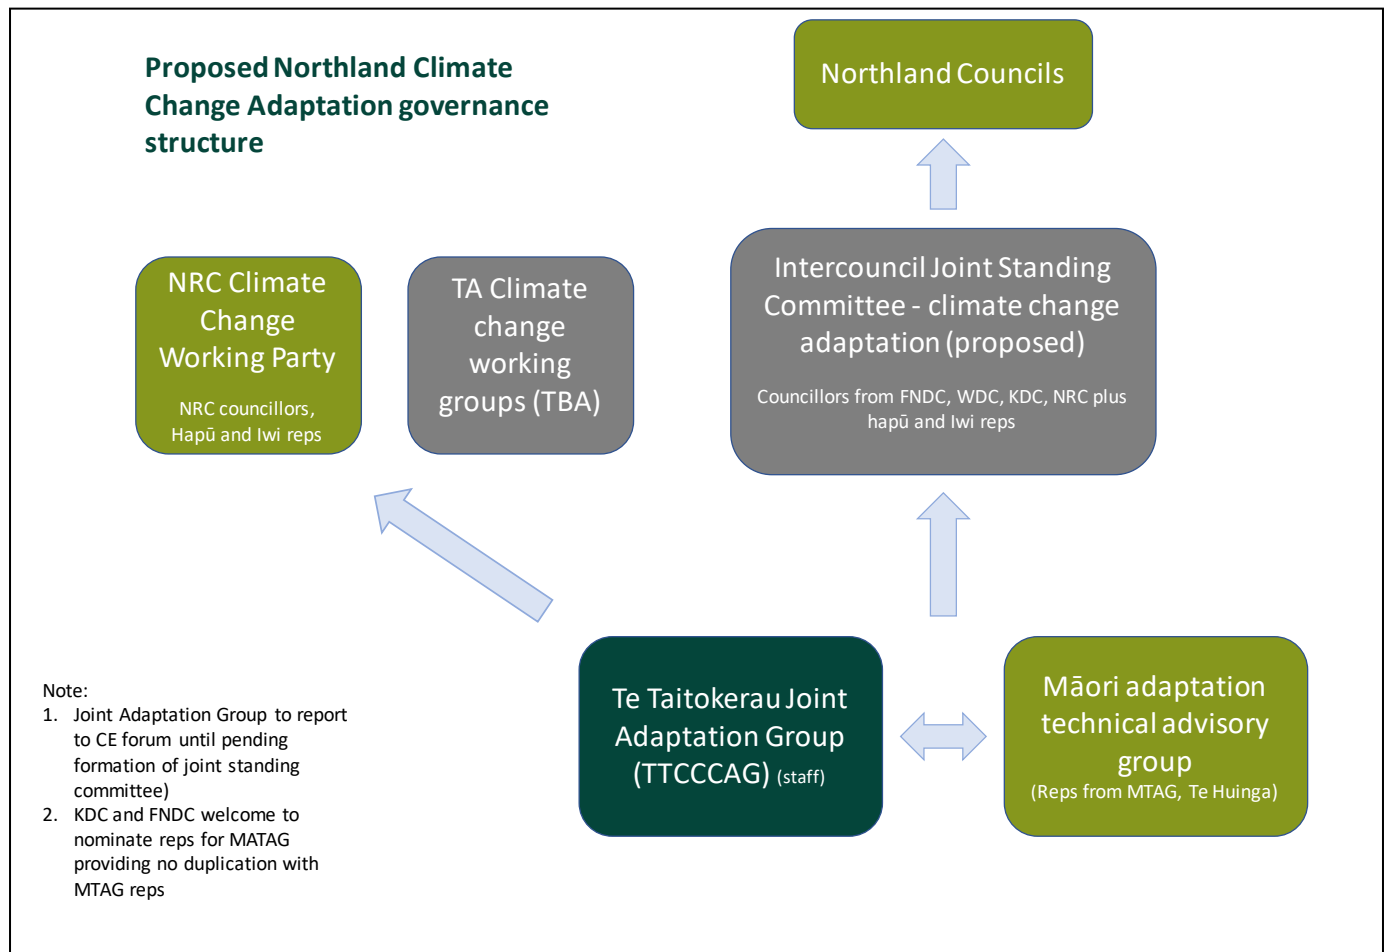 Proposed Northland Climate
Change Adaptation governance
structure
Northland Councils
NRC Climate
Change
Working Party
NRC councillors,
Hapū and Iwi reps
TA Climate
change
working
groups (TBA)
Intercouncil Joint Standing
Committee - climate change
adaptation (proposed)
Councillors from FNDC, WDC, KDC, NRC plus
hapū and Iwi reps
Te Taitokerau Joint
Adaptation Group
(TTCCCAG) (staff)
Māori adaptation
technical advisory
group
(Reps from MTAG, Te Huinga)
Note:
1. Joint Adaptation Group to report
to CE forum until pending
formation of joint standing
committee)
2. KDC and FNDC welcome to
nominate reps for MATAG
providing no duplication with
MTAG reps